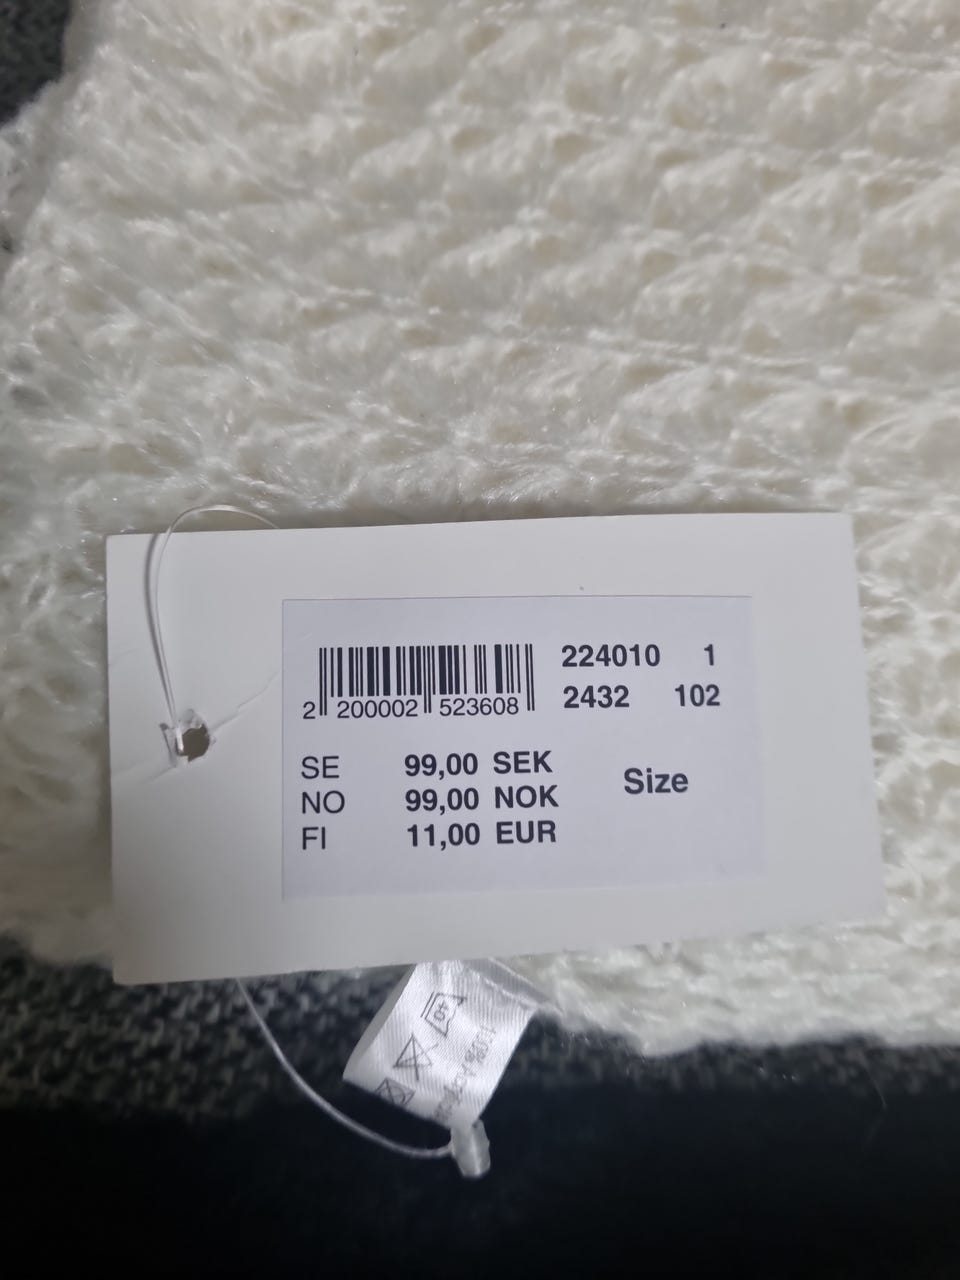 224010 1
2432 102
2 200002 523608
SE 99,00 SEK
NO 99,00 NOK
FI 11,00 EUR
Size
40